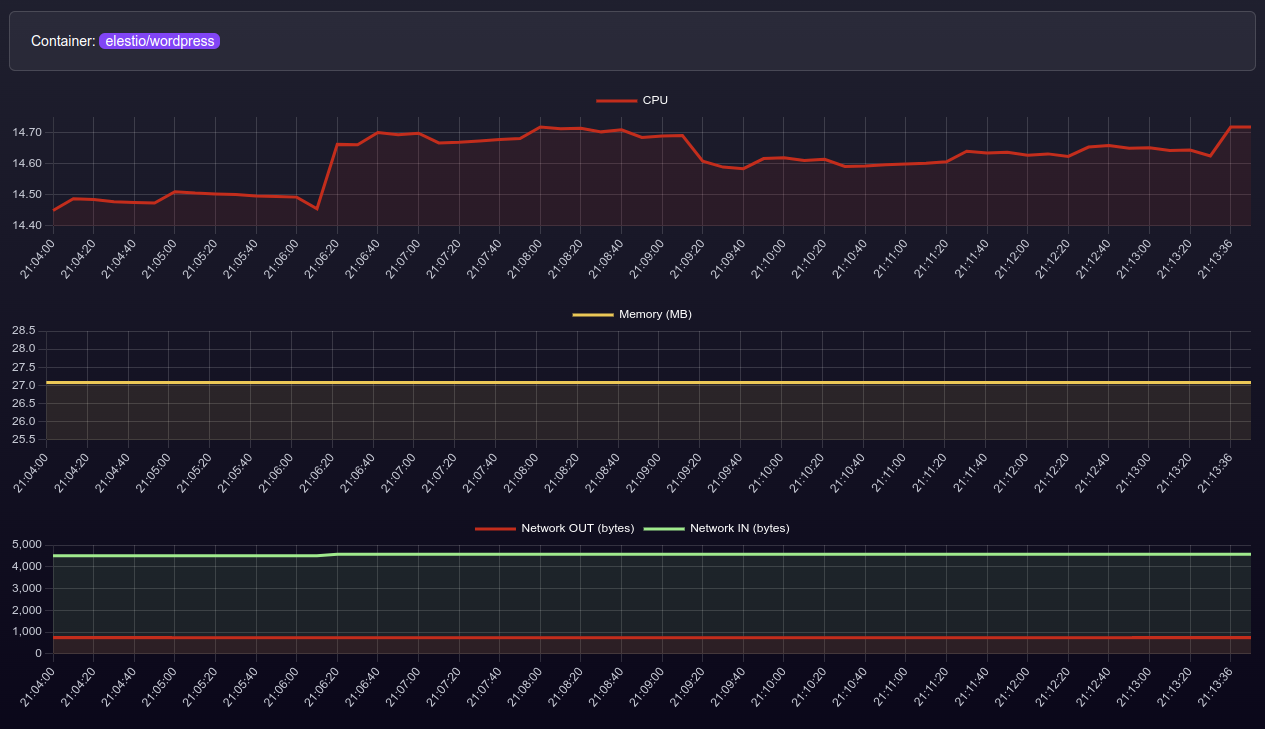 Container: elestio/wordpress
CPU
14.70
14.60
14.50
14.40
21:04:00 21:04:20 21:04:40 21:05:00 21:05:20 21:05:40 21:06:00 21:06:20 21:06:40 21:07:00 21:07:20 21:07:40 21:08:00 21:08:20 21:08:40 21:09:00 21:09:20 21:09:40 21:10:00 21:10:20 21:10:40 21:11:00 21:11:20 21:11:40 21:12:00 21:12:20 21:12:40 21:13:00 21:13:20 21:13:36
Memory (MB)
28.5
28.0
27.5
27.0
26.5
26.0
25.5
21:04:00 21:04:20 21:04:40 21:05:00 21:05:20 21:05:40 21:06:00 21:06:20 21:06:40 21:07:00 21:07:20 21:07:40 21:08:00 21:08:20 21:08:40 21:09:00 21:09:20 21:09:40 21:10:00 21:10:20 21:10:40 21:11:00 21:11:20 21:11:40 21:12:00 21:12:20 21:12:40 21:13:00 21:13:20 21:13:36
Network OUT (bytes) Network IN (bytes)
5,000
4,000
3,000
2,000
1,000
0
21:04:00 21:04:20 21:04:40 21:05:00 21:05:20 21:05:40 21:06:00 21:06:20 21:06:40 21:07:00 21:07:20 21:07:40 21:08:00 21:08:20 21:08:40 21:09:00 21:09:20 21:09:40 21:10:00 21:10:20 21:10:40 21:11:00 21:11:20 21:11:40 21:12:00 21:12:20 21:12:40 21:13:00 21:13:20 21:13:36